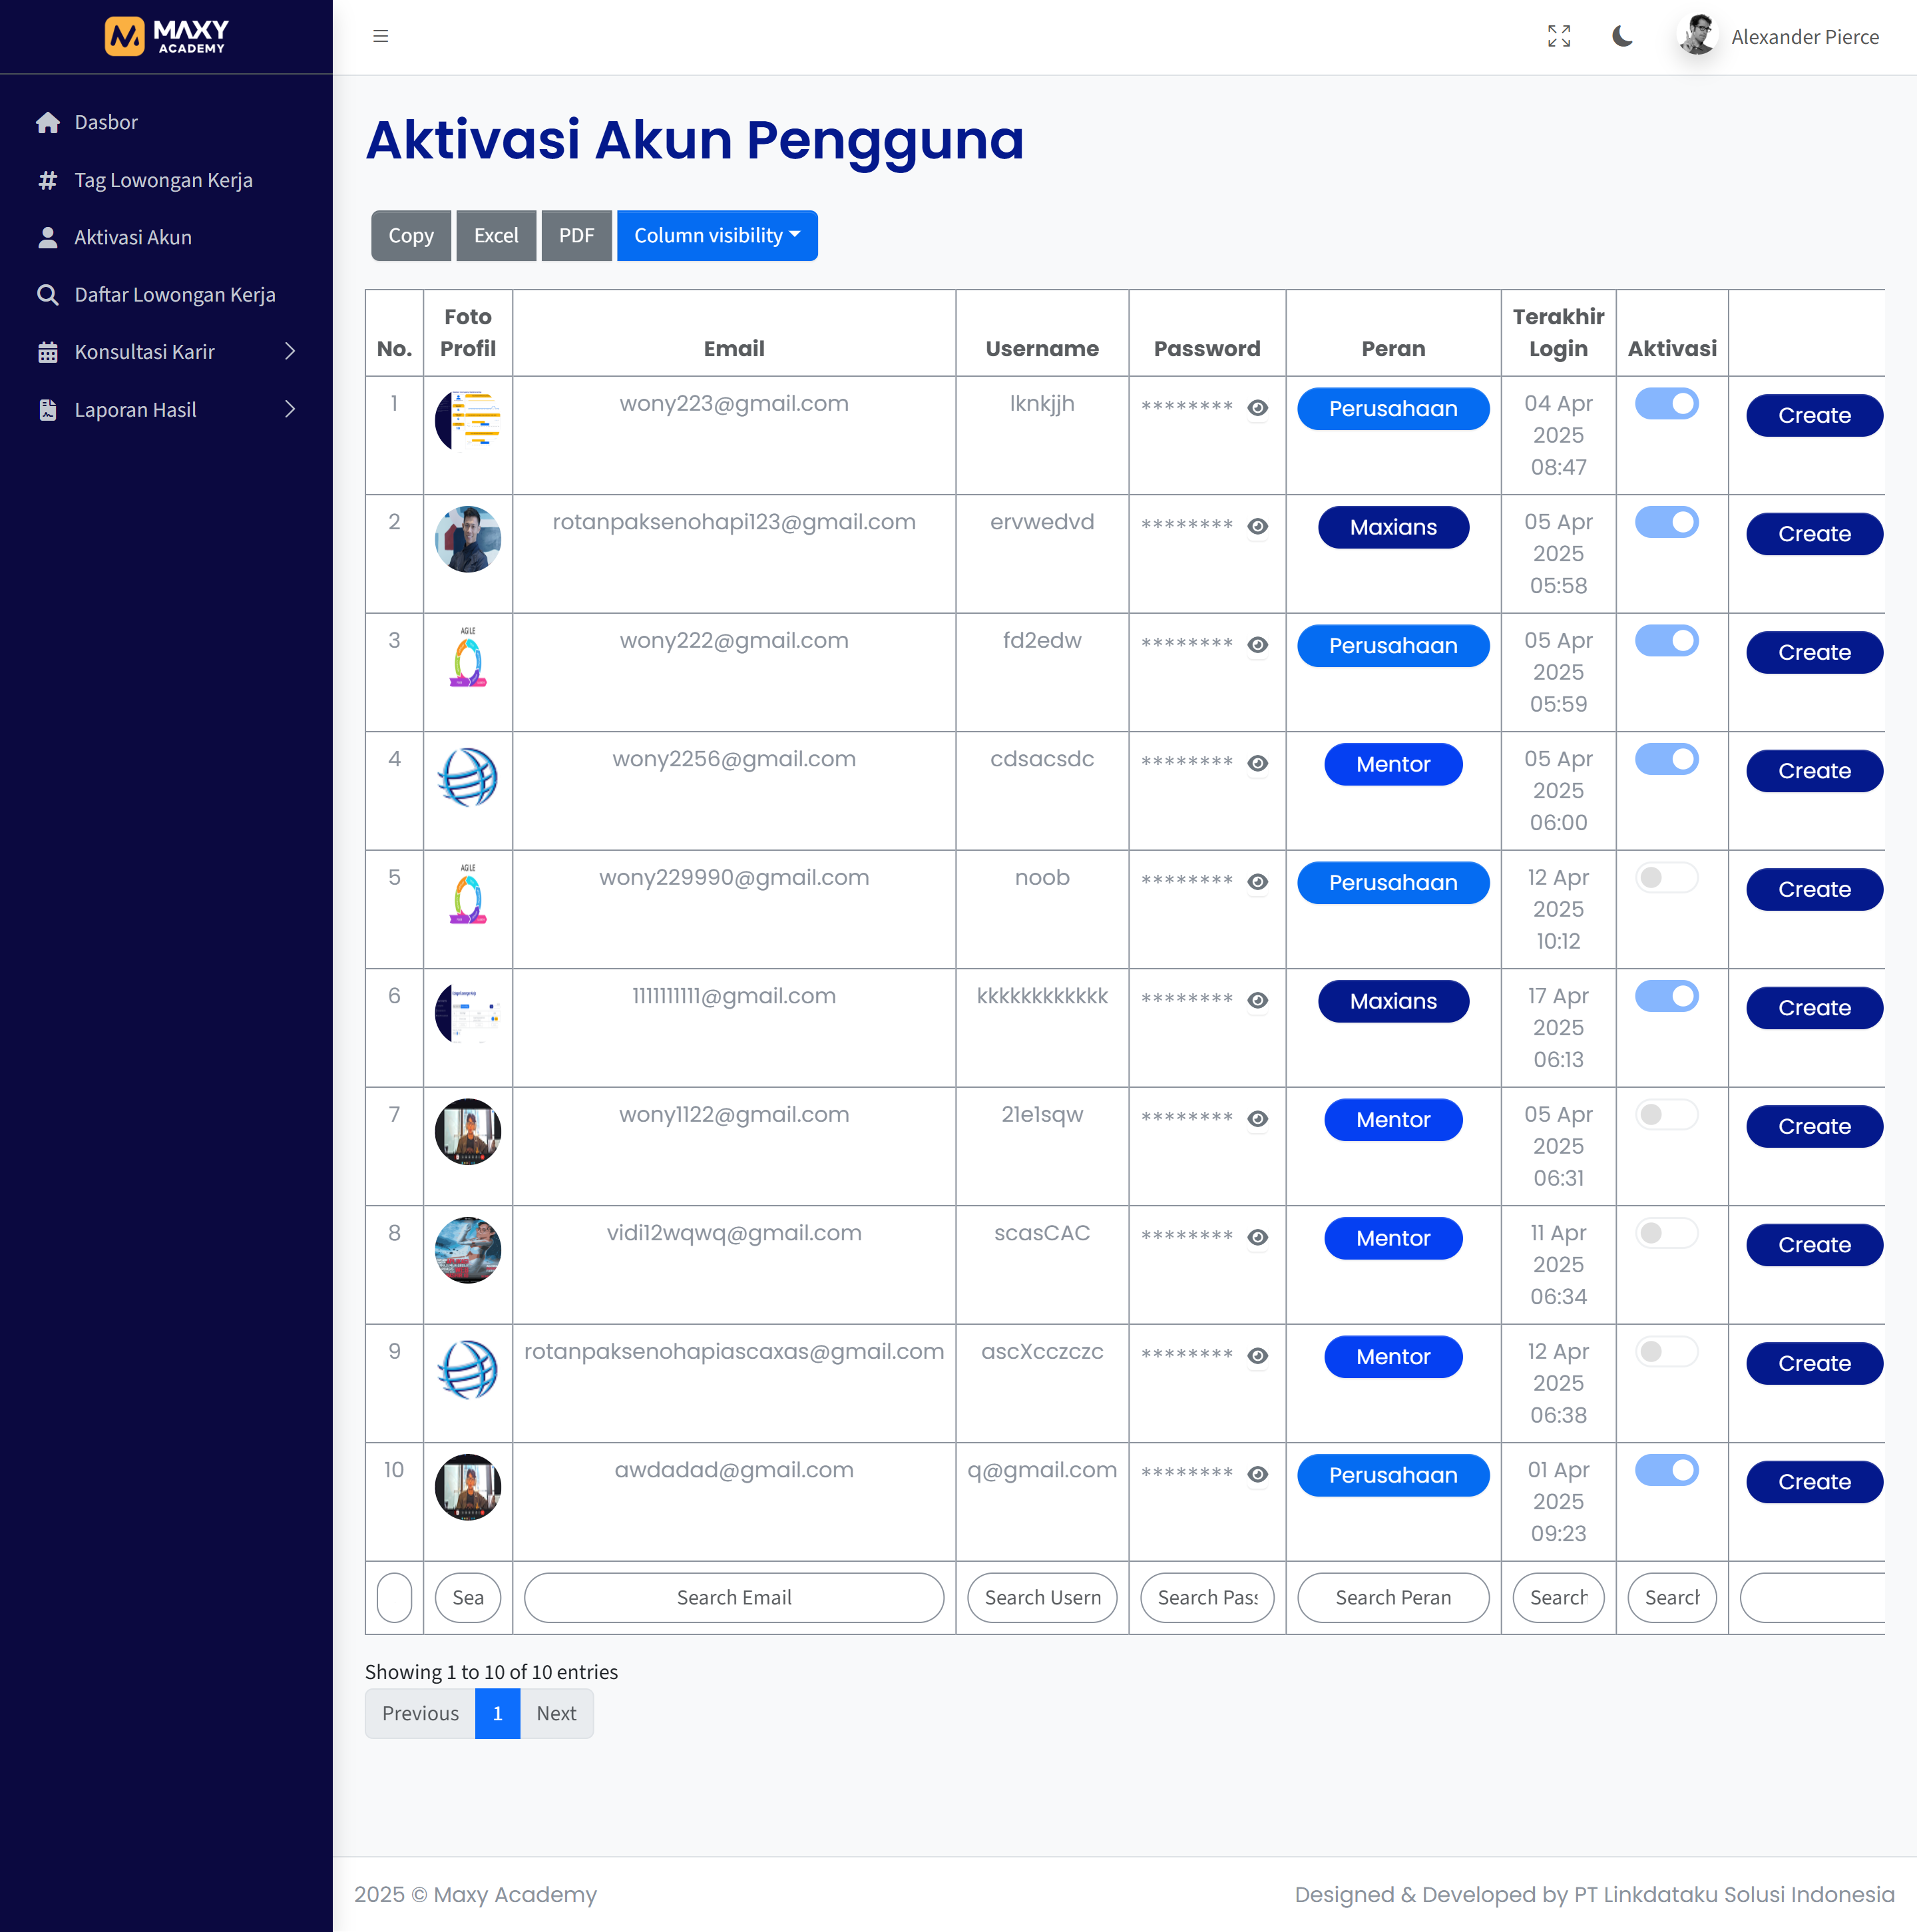 MAXY
ACADEMY
Alexander Pierce
Dasbor
Tag Lowongan Kerja
Aktivasi Akun
Daftar Lowongan Kerja
Konsultasi Karir
Laporan Hasil
Aktivasi Akun Pengguna
Copy Excel PDF Column visibility
No. Foto Profil Email Username Password Peran Terakhir Login Aktivasi
1 wony223@gmail.com lknkjjh ******** Perusahaan 04 Apr 2025 08:47 Create
2 rotanpaksenohapi123@gmail.com ervwedvd ******** Maxians 05 Apr 2025 05:58 Create
3 AGILE wony222@gmail.com fd2edw ******** Perusahaan 05 Apr 2025 05:59 Create
4 wony2256@gmail.com cdsacsdc ******** Mentor 05 Apr 2025 06:00 Create
5 AGILE wony229990@gmail.com noob ******** Perusahaan 12 Apr 2025 10:12 Create
6 1111111111@gmail.com kkkkkkkkkkkk ******** Maxians 17 Apr 2025 06:13 Create
7 wony1122@gmail.com 21e1sqw ******** Mentor 05 Apr 2025 06:31 Create
8 vidi12wqwq@gmail.com scasCAC ******** Mentor 11 Apr 2025 06:34 Create
9 rotanpaksenohapiascaxas@gmail.com ascXcczczc ******** Mentor 12 Apr 2025 06:38 Create
10 awdadad@gmail.com q@gmail.com ******** Perusahaan 01 Apr 2025 09:23 Create
Sea Search Email Search Usern Search Pass Search Peran Search Search
Showing 1 to 10 of 10 entries
Previous 1 Next
2025 © Maxy Academy
Designed & Developed by PT Linkdataku Solusi Indonesia